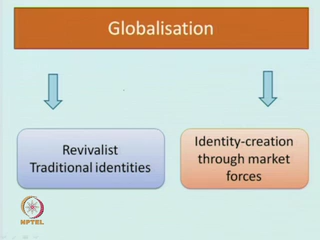 Globalisation
Revivalist
Traditional identities
Identity-creation
through market
forces
NPTEL